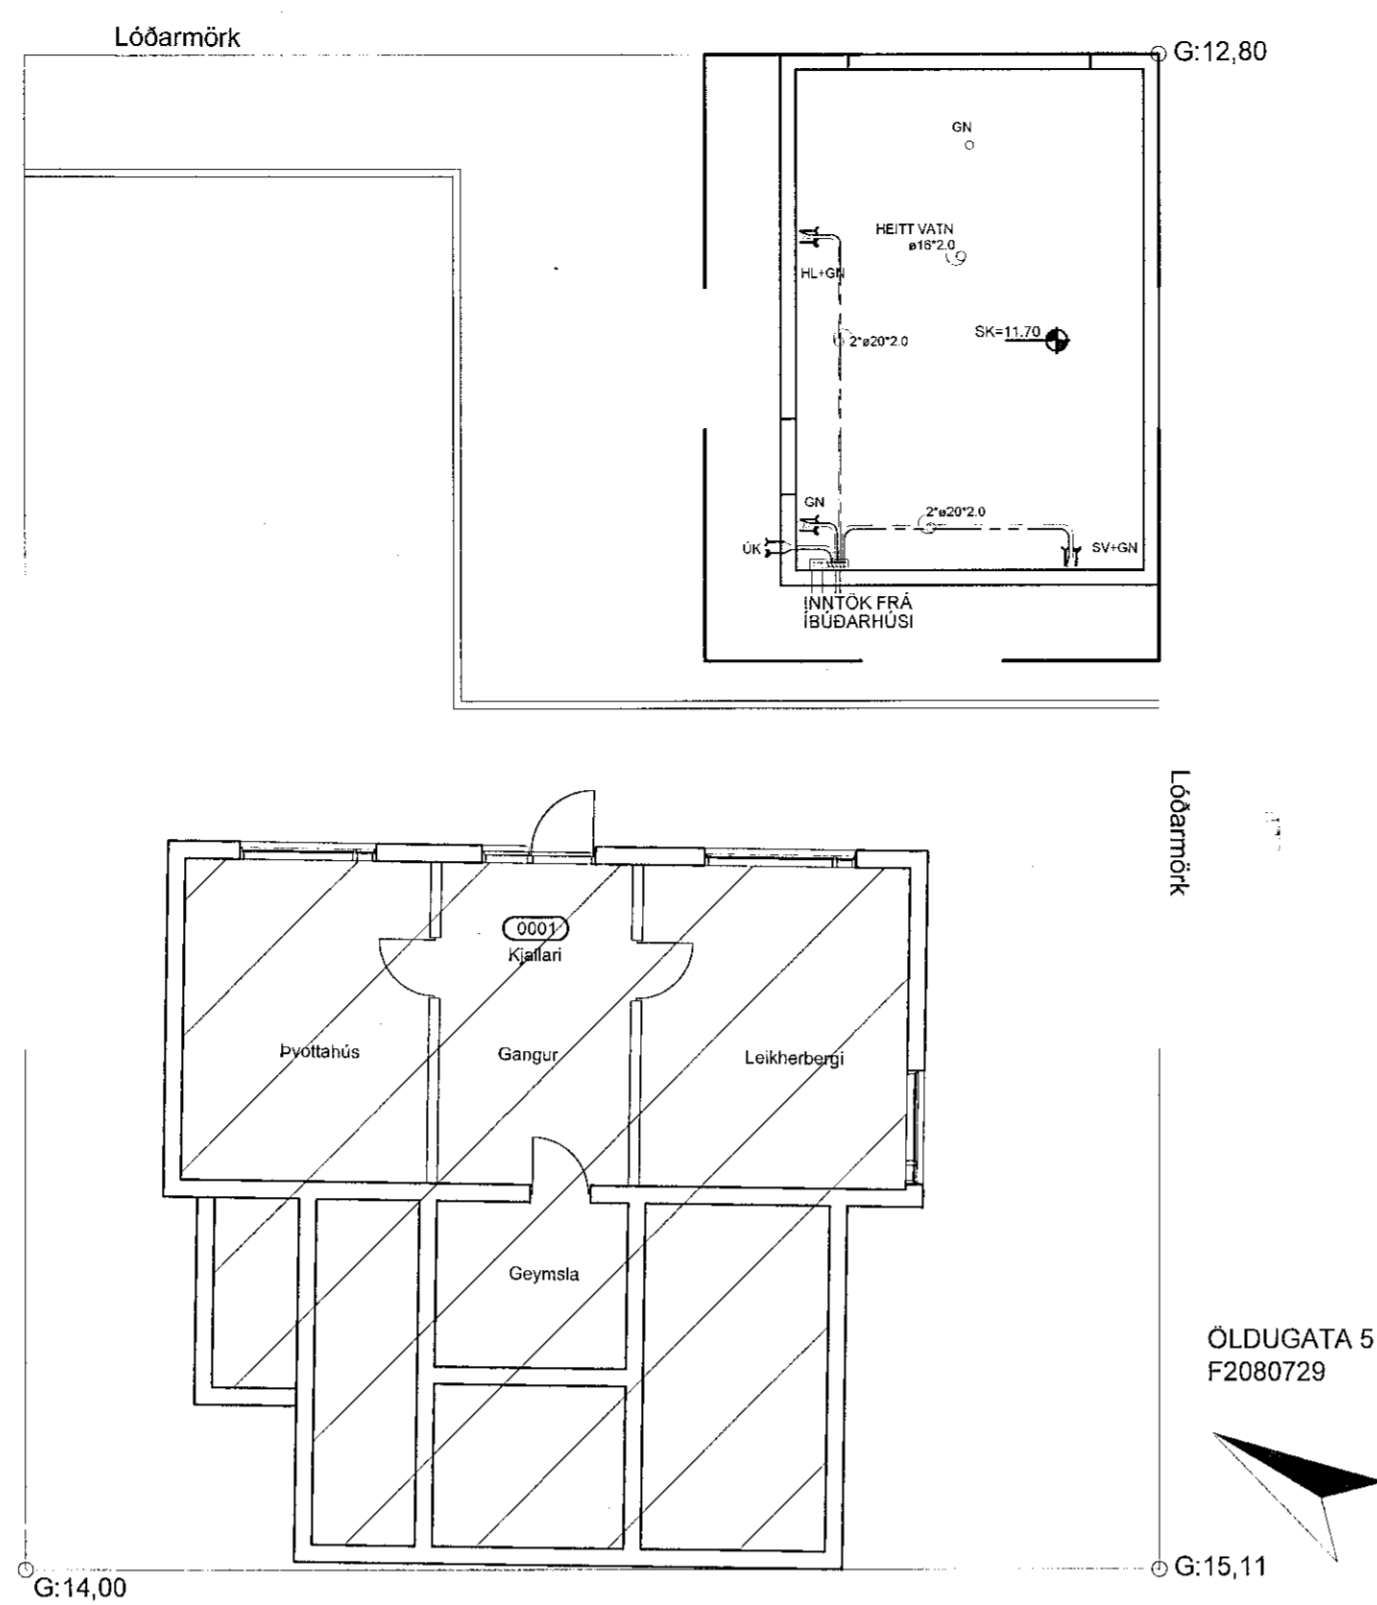 Lóðarmörk
G:12,80
GN
HEITT VATN
ø16*2.0
HL+GN
2*ø20*2.0
SK=11.70
GN
2*ø20*2.0
ÚK
SV+GN
INNTÖK FRÁ
ÍBÚÐARHÚSI
Lóðarmörk
0001
Kjallari
Þvottahús
Gangur
Leikherbergi
Geymsla
ÖLDUGATA 5
F2080729
G:14,00
G:15,11